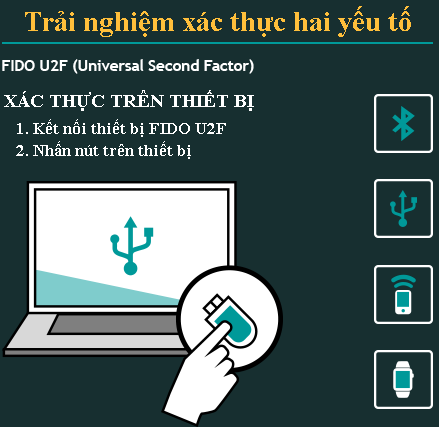 Trải nghiệm xác thực hai yếu tố
FIDO U2F (Universal Second Factor)
XÁC THỰC TRÊN THIẾT BỊ
1. Kết nối thiết bị FIDO U2F
2. Nhấn nút trên thiết bị